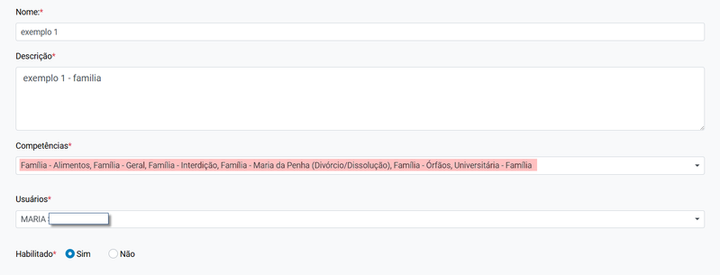 Nome:*
exemplo 1
Descrição*
exemplo 1 - familia
Competências*
Família - Alimentos, Família - Geral, Família - Interdição, Família - Maria da Penha (Divórcio/Dissolução), Família - Órfãos, Universitária - Família
Usuários*
MARIA
Habilitado* Sim Não